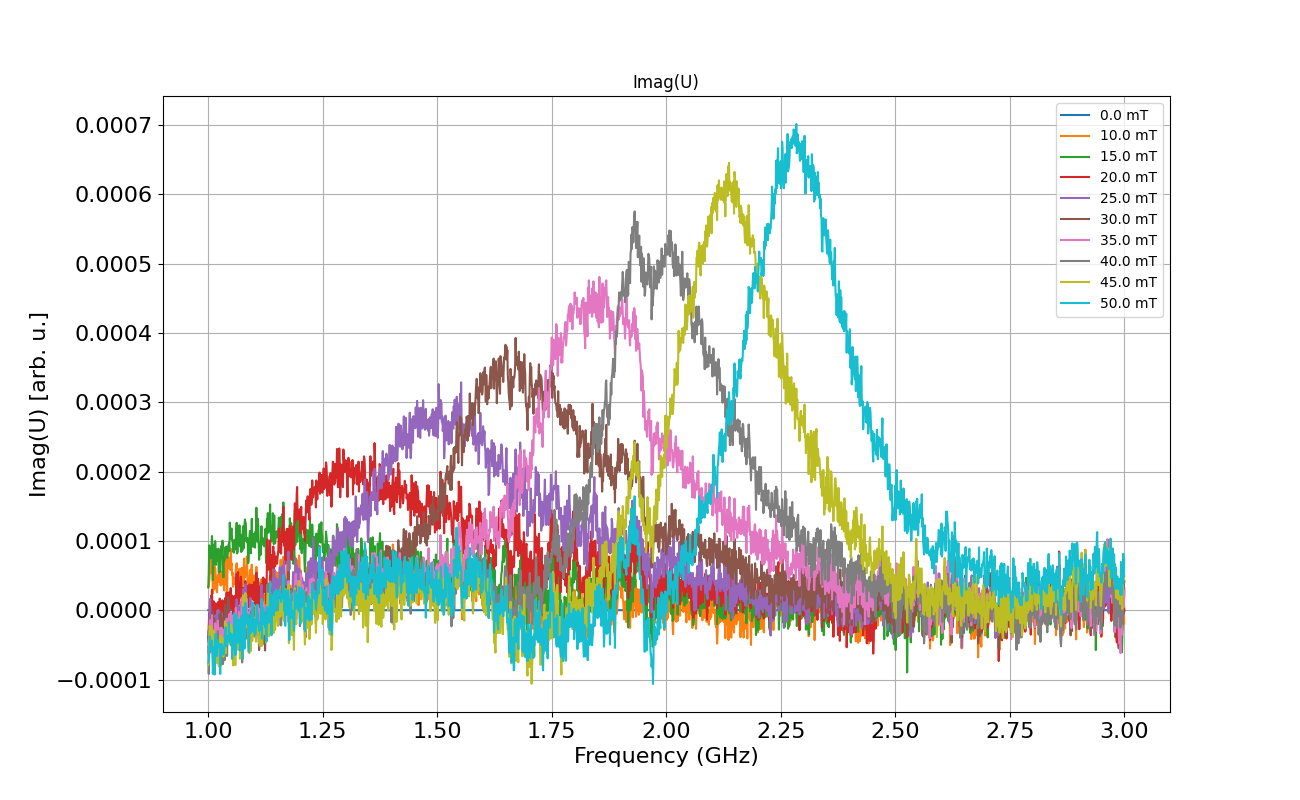 Imag(U)
0.0007
0.0006
0.0005
0.0004
0.0003
0.0002
0.0001
0.0000
−0.0001
Imag(U) [arb. u.]
0.0 mT
10.0 mT
15.0 mT
20.0 mT
25.0 mT
30.0 mT
35.0 mT
40.0 mT
45.0 mT
50.0 mT
1.00 1.25 1.50 1.75 2.00 2.25 2.50 2.75 3.00
Frequency (GHz)